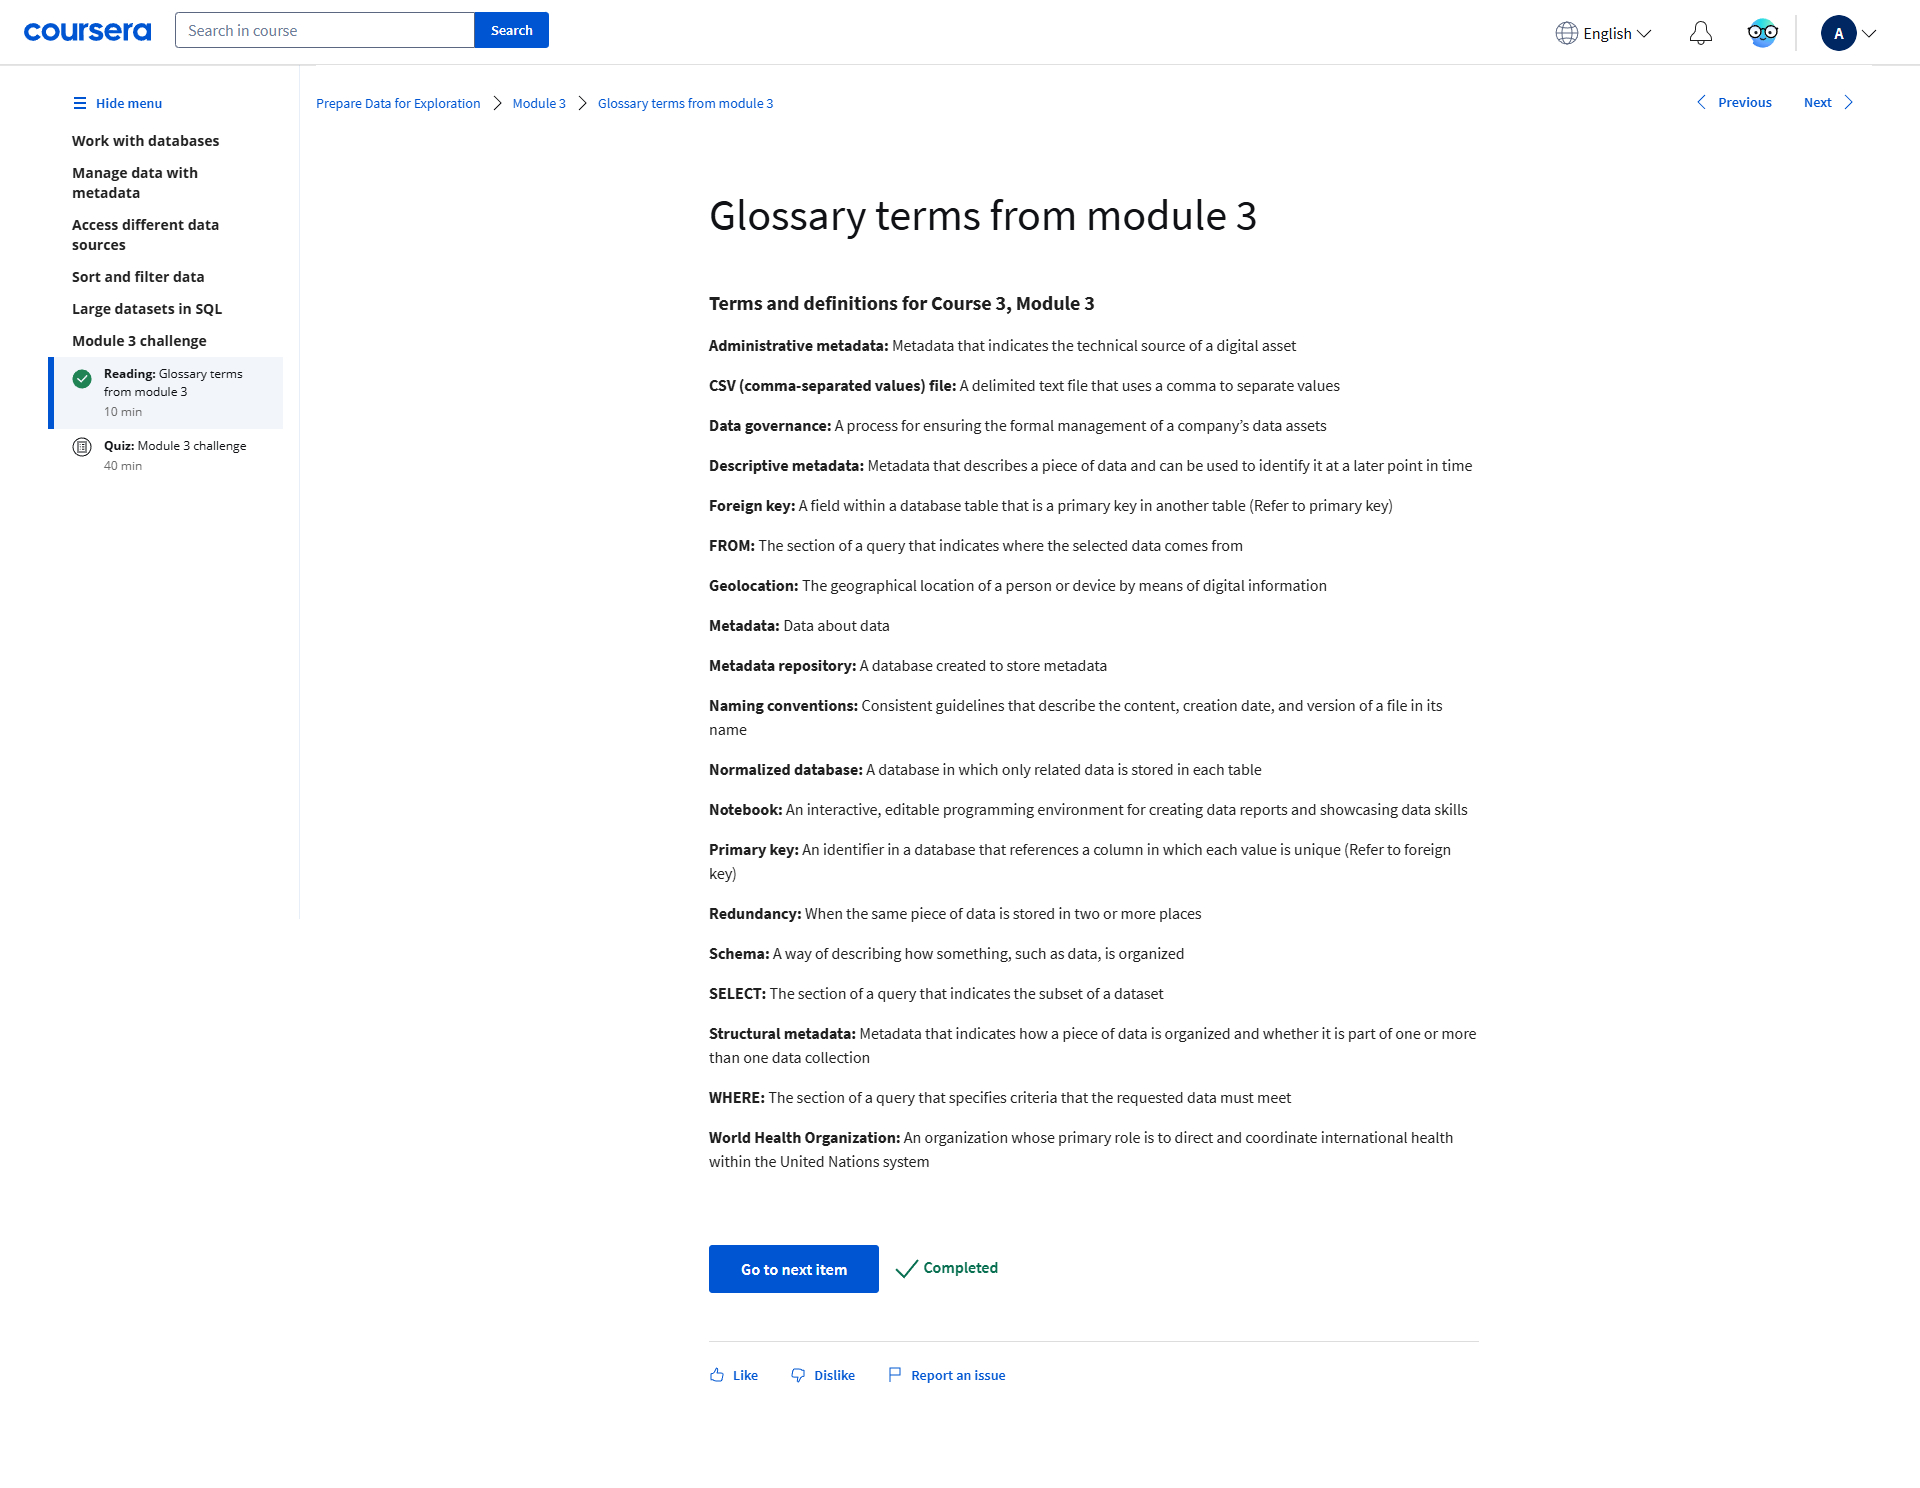 coursera
Search in course
Search
English
A
Hide menu
Prepare Data for Exploration
Module 3
Glossary terms from module 3
Previous
Next
Work with databases
Manage data with
metadata
Access different data
sources
Sort and filter data
Large datasets in SQL
Module 3 challenge
Reading: Glossary terms
from module 3
10 min
Quiz: Module 3 challenge
40 min
Glossary terms from module 3
Terms and definitions for Course 3, Module 3
Administrative metadata: Metadata that indicates the technical source of a digital asset
CSV (comma-separated values) file: A delimited text file that uses a comma to separate values
Data governance: A process for ensuring the formal management of a company’s data assets
Descriptive metadata: Metadata that describes a piece of data and can be used to identify it at a later point in time
Foreign key: A field within a database table that is a primary key in another table (Refer to primary key)
FROM: The section of a query that indicates where the selected data comes from
Geolocation: The geographical location of a person or device by means of digital information
Metadata: Data about data
Metadata repository: A database created to store metadata
Naming conventions: Consistent guidelines that describe the content, creation date, and version of a file in its
name
Normalized database: A database in which only related data is stored in each table
Notebook: An interactive, editable programming environment for creating data reports and showcasing data skills
Primary key: An identifier in a database that references a column in which each value is unique (Refer to foreign
key)
Redundancy: When the same piece of data is stored in two or more places
Schema: A way of describing how something, such as data, is organized
SELECT: The section of a query that indicates the subset of a dataset
Structural metadata: Metadata that indicates how a piece of data is organized and whether it is part of one or more
than one data collection
WHERE: The section of a query that specifies criteria that the requested data must meet
World Health Organization: An organization whose primary role is to direct and coordinate international health
within the United Nations system
Go to next item
Completed
Like
Dislike
Report an issue